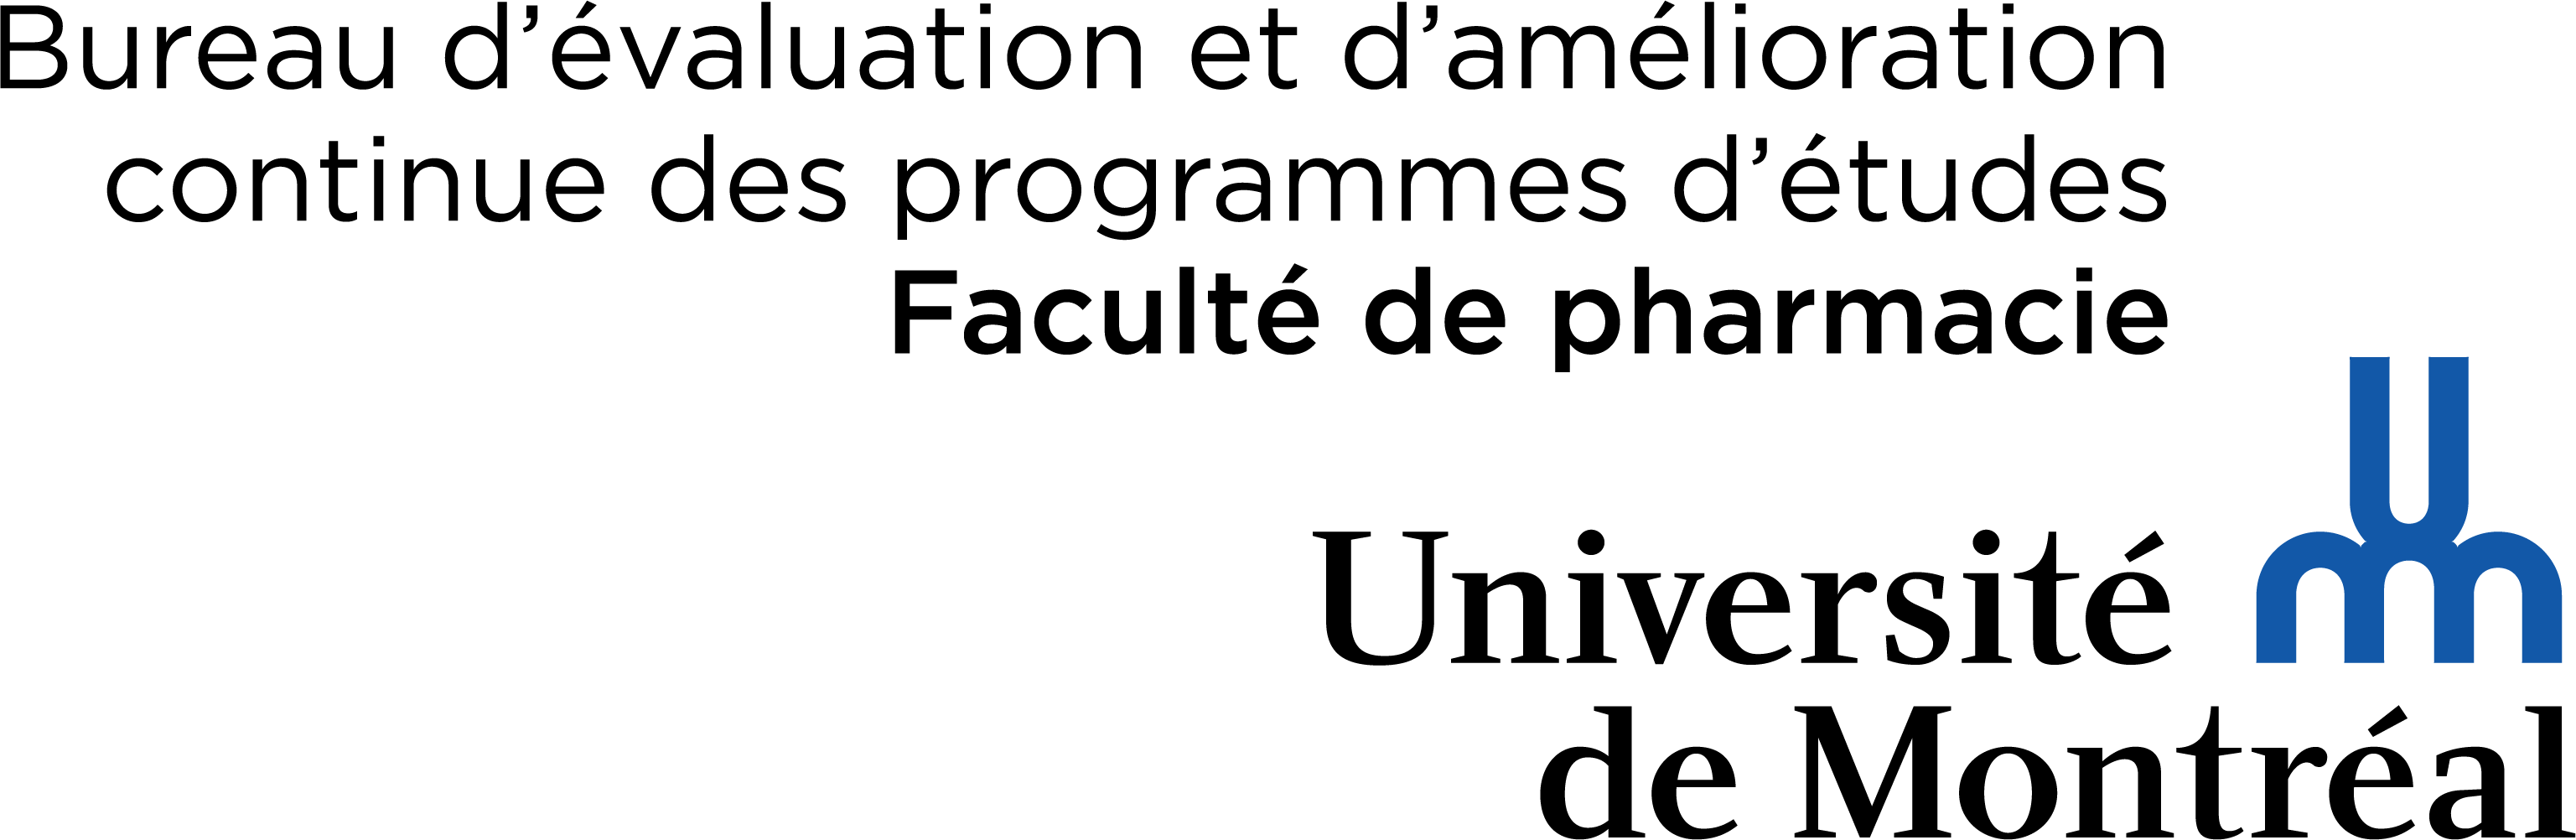 Bureau d’évaluation et d’amélioration
continue des programmes d’études
Faculté de pharmacie
Université
de Montréal